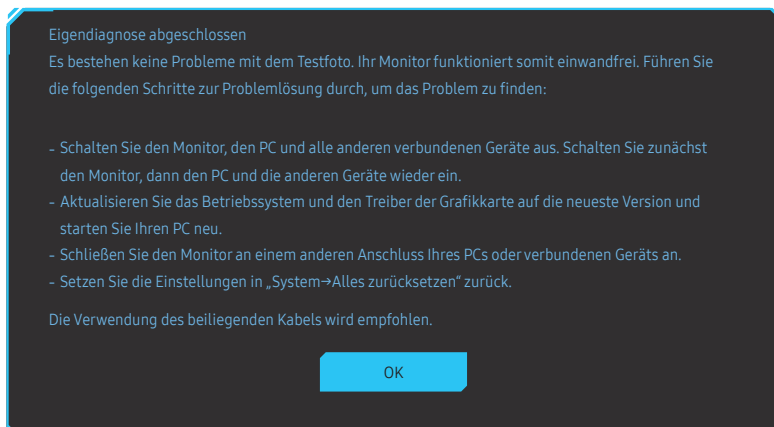 Eigendiagnose abgeschlossen
Es bestehen keine Probleme mit dem Testfoto. Ihr Monitor funktioniert somit einwandfrei. Führen Sie
die folgenden Schritte zur Problemlösung durch, um das Problem zu finden:
- Schalten Sie den Monitor, den PC und alle anderen verbundenen Geräte aus. Schalten Sie zunächst
den Monitor, dann den PC und die anderen Geräte wieder ein.
- Aktualisieren Sie das Betriebssystem und den Treiber der Grafikkarte auf die neueste Version und
starten Sie Ihren PC neu.
- Schließen Sie den Monitor an einem anderen Anschluss Ihres PCs oder verbundenen Geräts an.
- Setzen Sie die Einstellungen in „System→Alles zurücksetzen“ zurück.
Die Verwendung des beiliegenden Kabels wird empfohlen.
OK